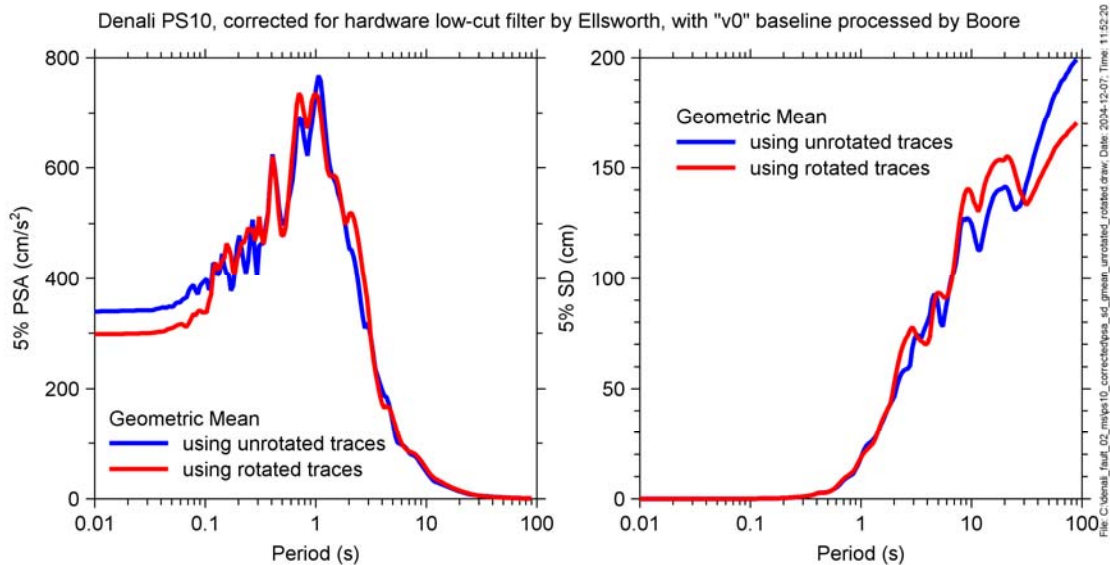 Denali PS10, corrected for hardware low-cut filter by Ellsworth, with "v0" baseline processed by Boore
800
600
400
200
0
5% PSA (cm/s²)
Geometric Mean
using unrotated traces
using rotated traces
0.01 0.1 1 10 100
Period (s)
200
150
100
50
0
5% SD (cm)
Geometric Mean
using unrotated traces
using rotated traces
0.01 0.1 1 10 100
Period (s)
File: C:\denali_fault_02_ms\ps10_corrected\psa_sd_gmean_unrotated_rotated.draw; Date: 2004-12-07; Time: 11:52:20